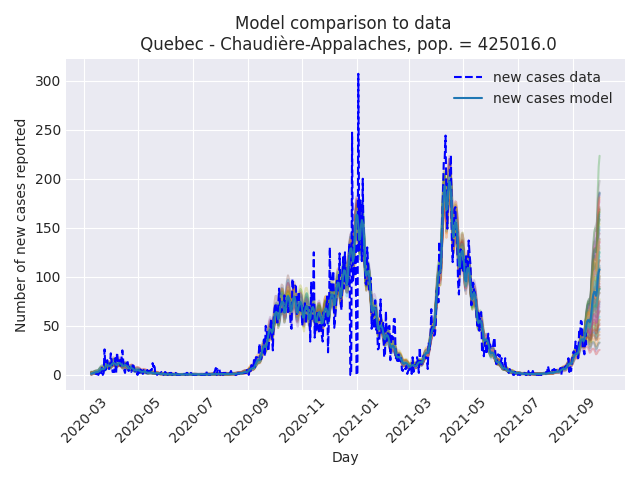 Model comparison to data
Quebec - Chaudière-Appalaches, pop. = 425016.0
new cases data
new cases model
Number of new cases reported
300
250
200
150
100
50
0
2020-03
2020-05
2020-07
2020-09
2020-11
2021-01
2021-03
2021-05
2021-07
2021-09
Day